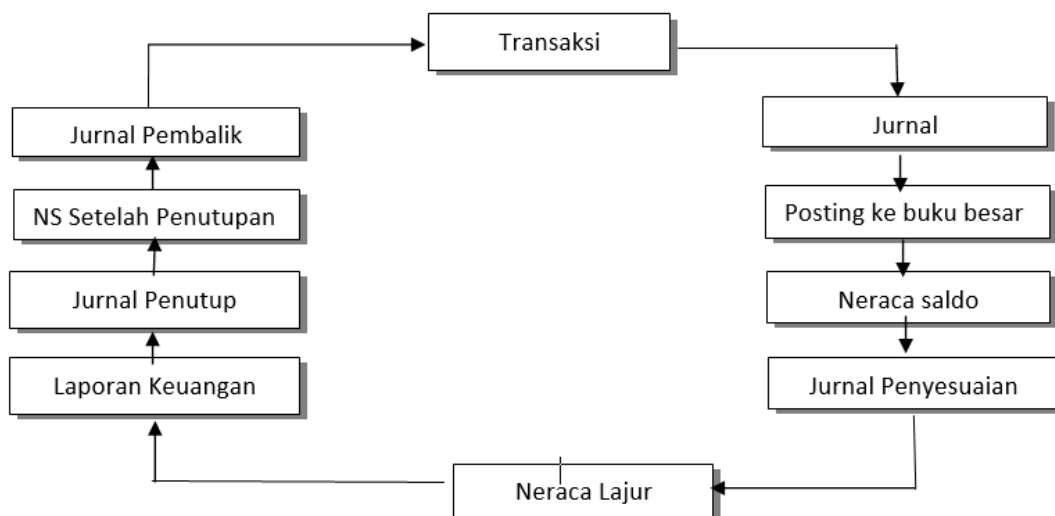 Transaksi
Jurnal
Posting ke buku besar
Neraca saldo
Jurnal Penyesuaian
Neraca Lajur
Laporan Keuangan
Jurnal Penutup
NS Setelah Penutupan
Jurnal Pembalik